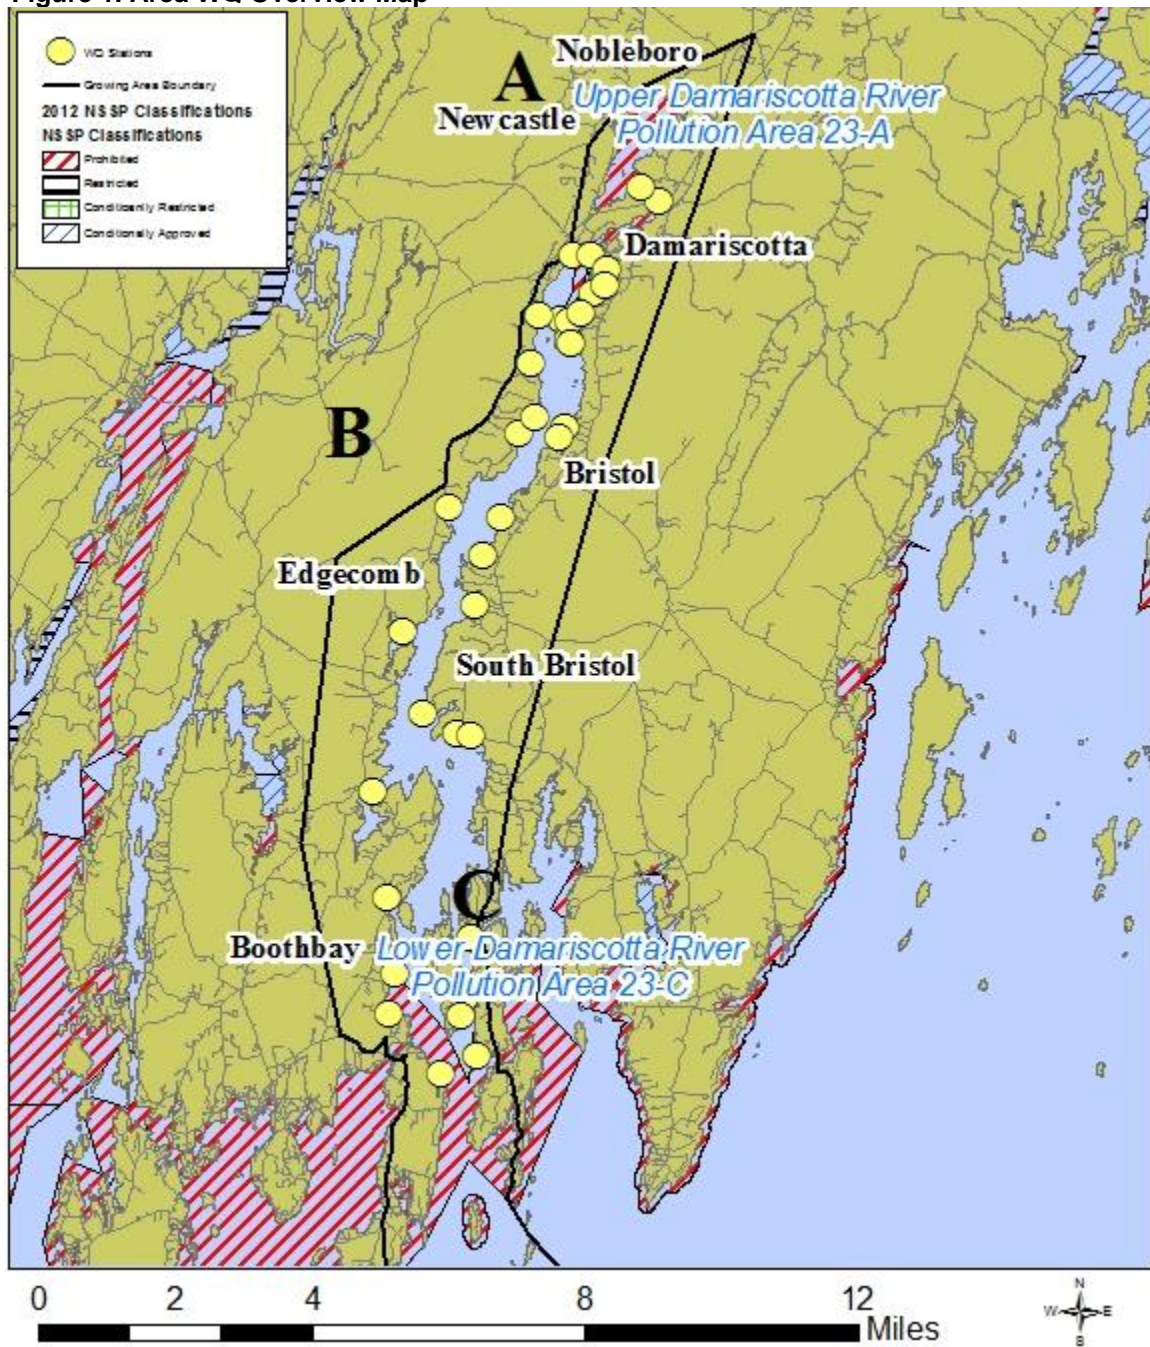 Figure 1. Area WQ Overview Map
WQ Stations
Growing Area Boundary
2012 NSSP Classifications
NSSP Classifications
Prohibited
Restricted
Conditionally Restricted
Conditionally Approved
A
Nobleboro
Newcastle
Upper Damariscotta River
Pollution Area 23-A
Damariscotta
B
Bristol
Edgecomb
South Bristol
C
Boothbay
Lower Damariscotta River
Pollution Area 23-C
0 2 4 8 12
Miles
N
W E
S